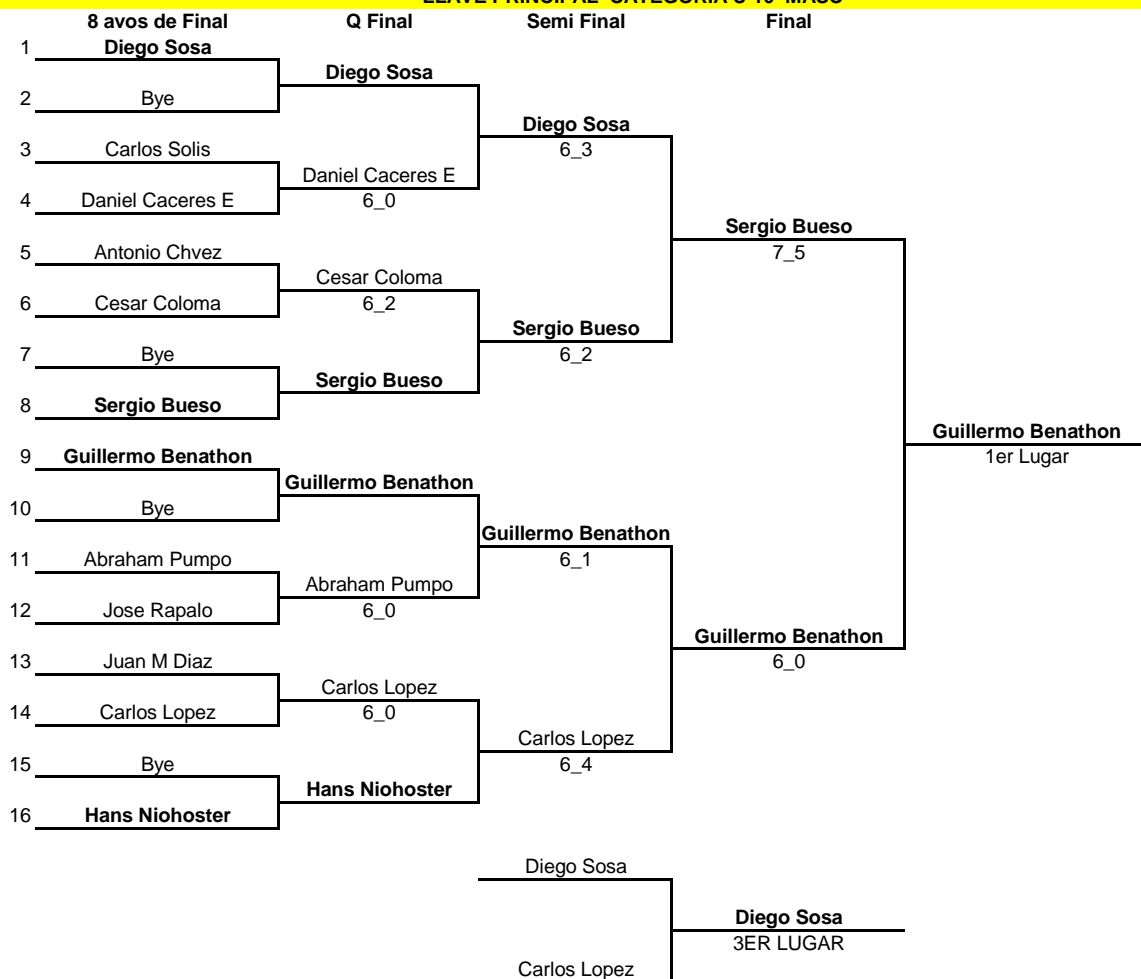 8 avos de Final Q Final Semi Final Final
1 Diego Sosa
Diego Sosa
2 Bye
Diego Sosa
6_3
3 Carlos Solis
Daniel Caceres E
6_0
4 Daniel Caceres E
Sergio Bueso
7_5
5 Antonio Chvez
Cesar Coloma
6_2
6 Cesar Coloma
Sergio Bueso
6_2
7 Bye
Sergio Bueso
8 Sergio Bueso
Guillermo Benathon
1er Lugar
9 Guillermo Benathon
Guillermo Benathon
10 Bye
Guillermo Benathon
6_1
11 Abraham Pumpo
Abraham Pumpo
6_0
12 Jose Rapalo
Guillermo Benathon
6_0
13 Juan M Diaz
Carlos Lopez
6_0
14 Carlos Lopez
Carlos Lopez
6_4
15 Bye
Hans Niohoster
16 Hans Niohoster
Diego Sosa
Diego Sosa
3ER LUGAR
Carlos Lopez